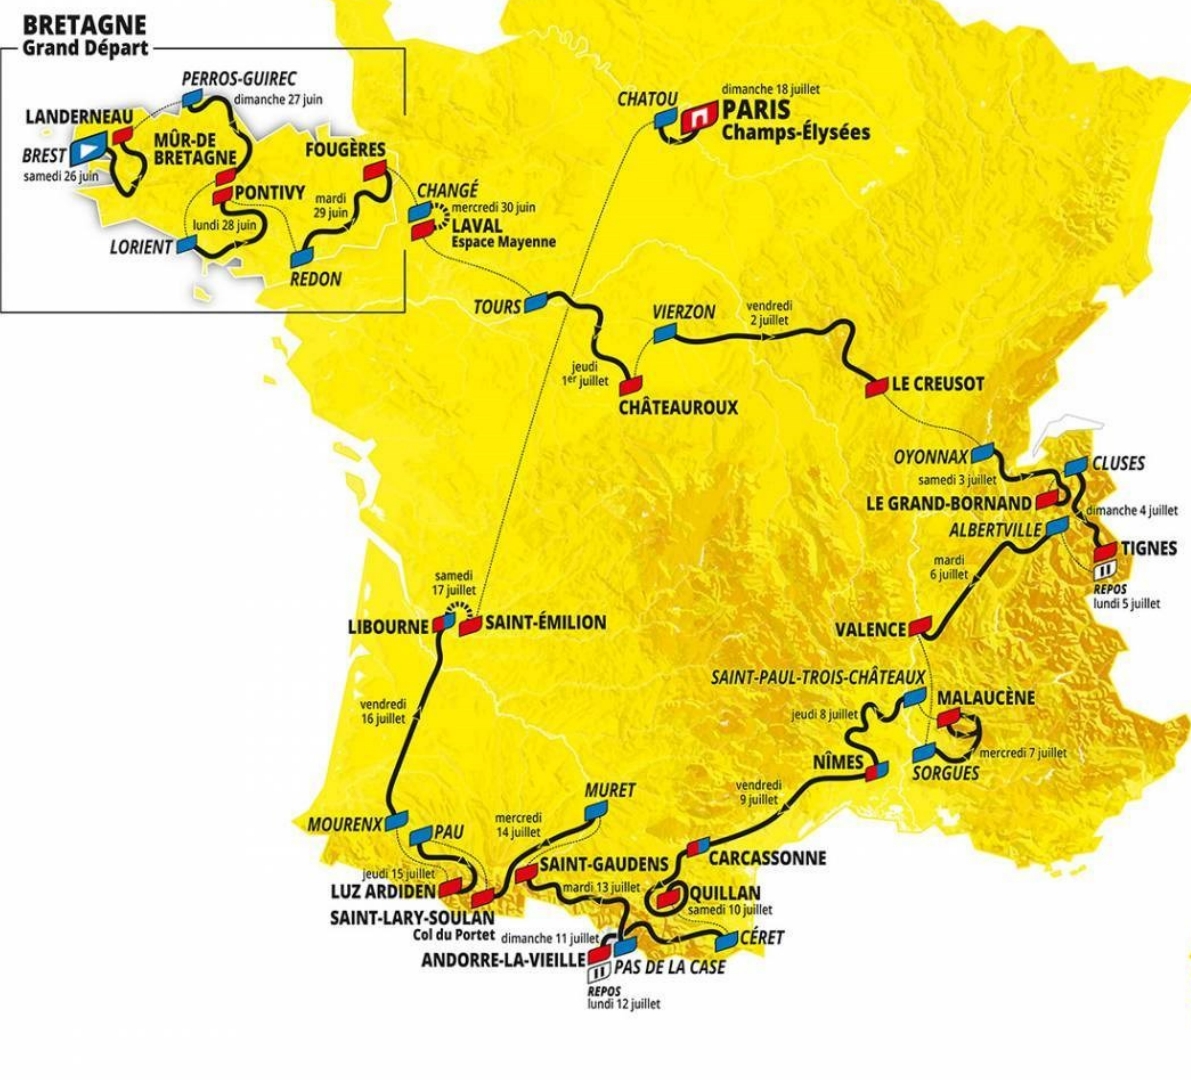 BRETAGNE
Grand Départ
PERROS-GUIREC
dimanche 27 juin
LANDERNEAU
BREST
samedi 26 juin
MÛR-DE
BRETAGNE
PONTIVY
lundi 28 juin
LORIENT
FOUGÈRES
mardi
29 juin
REDON
CHANGÉ
mercredi 30 juin
LAVAL
Espace Mayenne
CHATOU
dimanche 18 juillet
PARIS
Champs-Élysées
TOURS
jeudi
1er juillet
CHÂTEAUROUX
VIERZON
vendredi
2 juillet
LE CREUSOT
OYONNAX
samedi 3 juillet
CLUSES
LE GRAND-BORNAND
dimanche 4 juillet
ALBERTVILLE
TIGNES
REPOS
lundi 5 juillet
mardi
6 juillet
VALENCE
samedi
17 juillet
LIBOURNE
SAINT-ÉMILION
SAINT-PAUL-TROIS-CHÂTEAUX
MALAUCÈNE
jeudi 8 juillet
mercredi 7 juillet
SORGUES
NÎMES
vendredi
9 juillet
vendredi
16 juillet
MURET
MOURENX
PAU
mercredi
14 juillet
CARCASSONNE
SAINT-GAUDENS
jeudi 15 juillet
LUZ ARDIDEN
mardi 13 juillet
QUILLAN
samedi 10 juillet
SAINT-LARY-SOULAN
Col du Portet
dimanche 11 juillet
CÉRET
ANDORRE-LA-VIEILLE
PAS DE LA CASE
REPOS
lundi 12 juillet